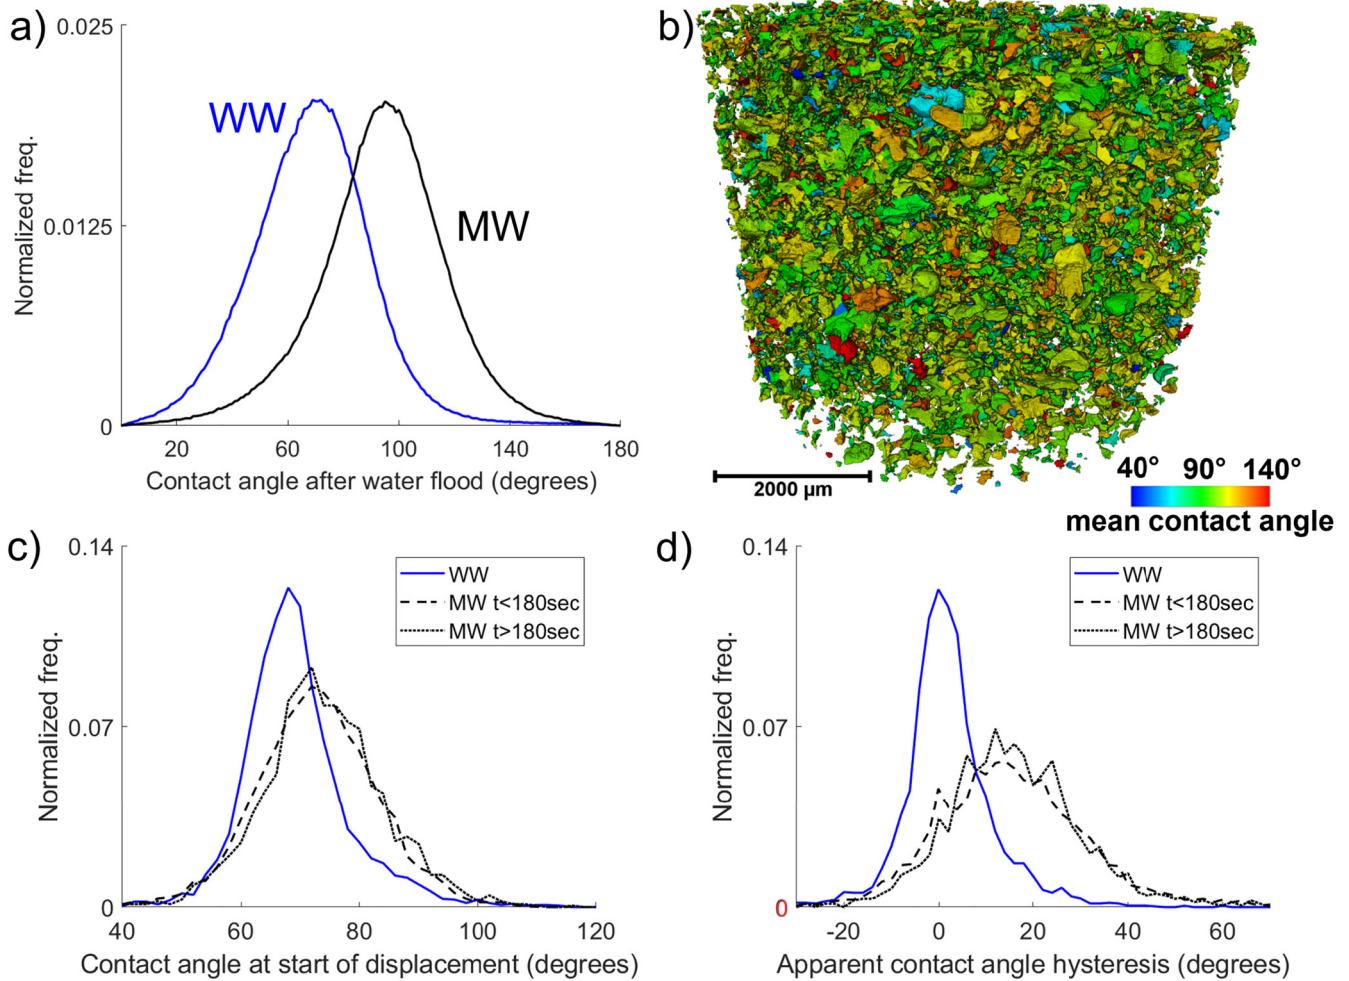 a)
0.025
0.0125
0
Normalized freq.
WW
MW
20 60 100 140 180
Contact angle after water flood (degrees)
b)
2000 µm
40° 90° 140°
mean contact angle
c)
0.14
0.07
0
Normalized freq.
WW
MW t<180sec
MW t>180sec
40 60 80 100 120
Contact angle at start of displacement (degrees)
d)
0.14
0.07
0
Normalized freq.
WW
MW t<180sec
MW t>180sec
-20 0 20 40 60
Apparent contact angle hysteresis (degrees)